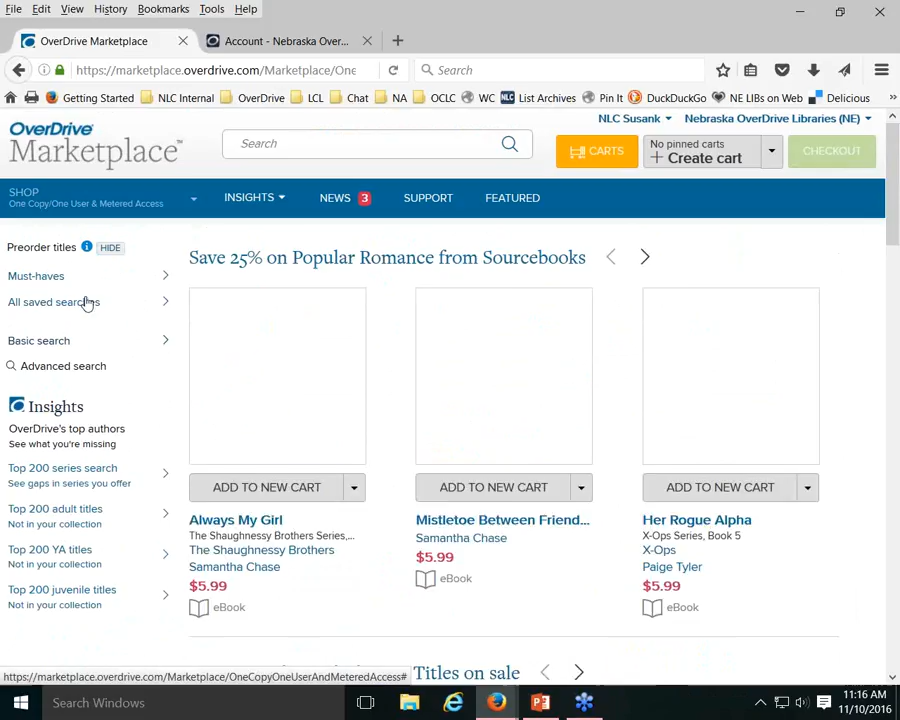 File Edit View History Bookmarks Tools Help
OverDrive Marketplace
Account - Nebraska Over...
https://marketplace.overdrive.com/Marketplace/One
Search
Getting Started NLC Internal OverDrive LCL Chat NA OCLC WC NLC List Archives Pin It DuckDuckGo NE LIBs on Web Delicious
NLC Susank Nebraska OverDrive Libraries (NE)
OverDrive
Marketplace
Search
CARTS
No pinned carts
+ Create cart
CHECKOUT
SHOP
One Copy/One User & Metered Access
INSIGHTS NEWS 3 SUPPORT FEATURED
Preorder titles HIDE
Must-haves
All saved searches
Basic search
Advanced search
Insights
OverDrive's top authors
See what you're missing
Top 200 series search
See gaps in series you offer
Top 200 adult titles
Not in your collection
Top 200 YA titles
Not in your collection
Top 200 juvenile titles
Not in your collection
Save 25% on Popular Romance from Sourcebooks
ADD TO NEW CART
Always My Girl
The Shaughnessy Brothers Series,...
The Shaughnessy Brothers
Samantha Chase
$5.99
eBook
ADD TO NEW CART
Mistletoe Between Friend...
Samantha Chase
$5.99
eBook
ADD TO NEW CART
Her Rogue Alpha
X-Ops Series, Book 5
X-Ops
Paige Tyler
$5.99
eBook
Titles on sale
https://marketplace.overdrive.com/Marketplace/OneCopyOneUserAndMeteredAccess#
Search Windows
11:16 AM
11/10/2016